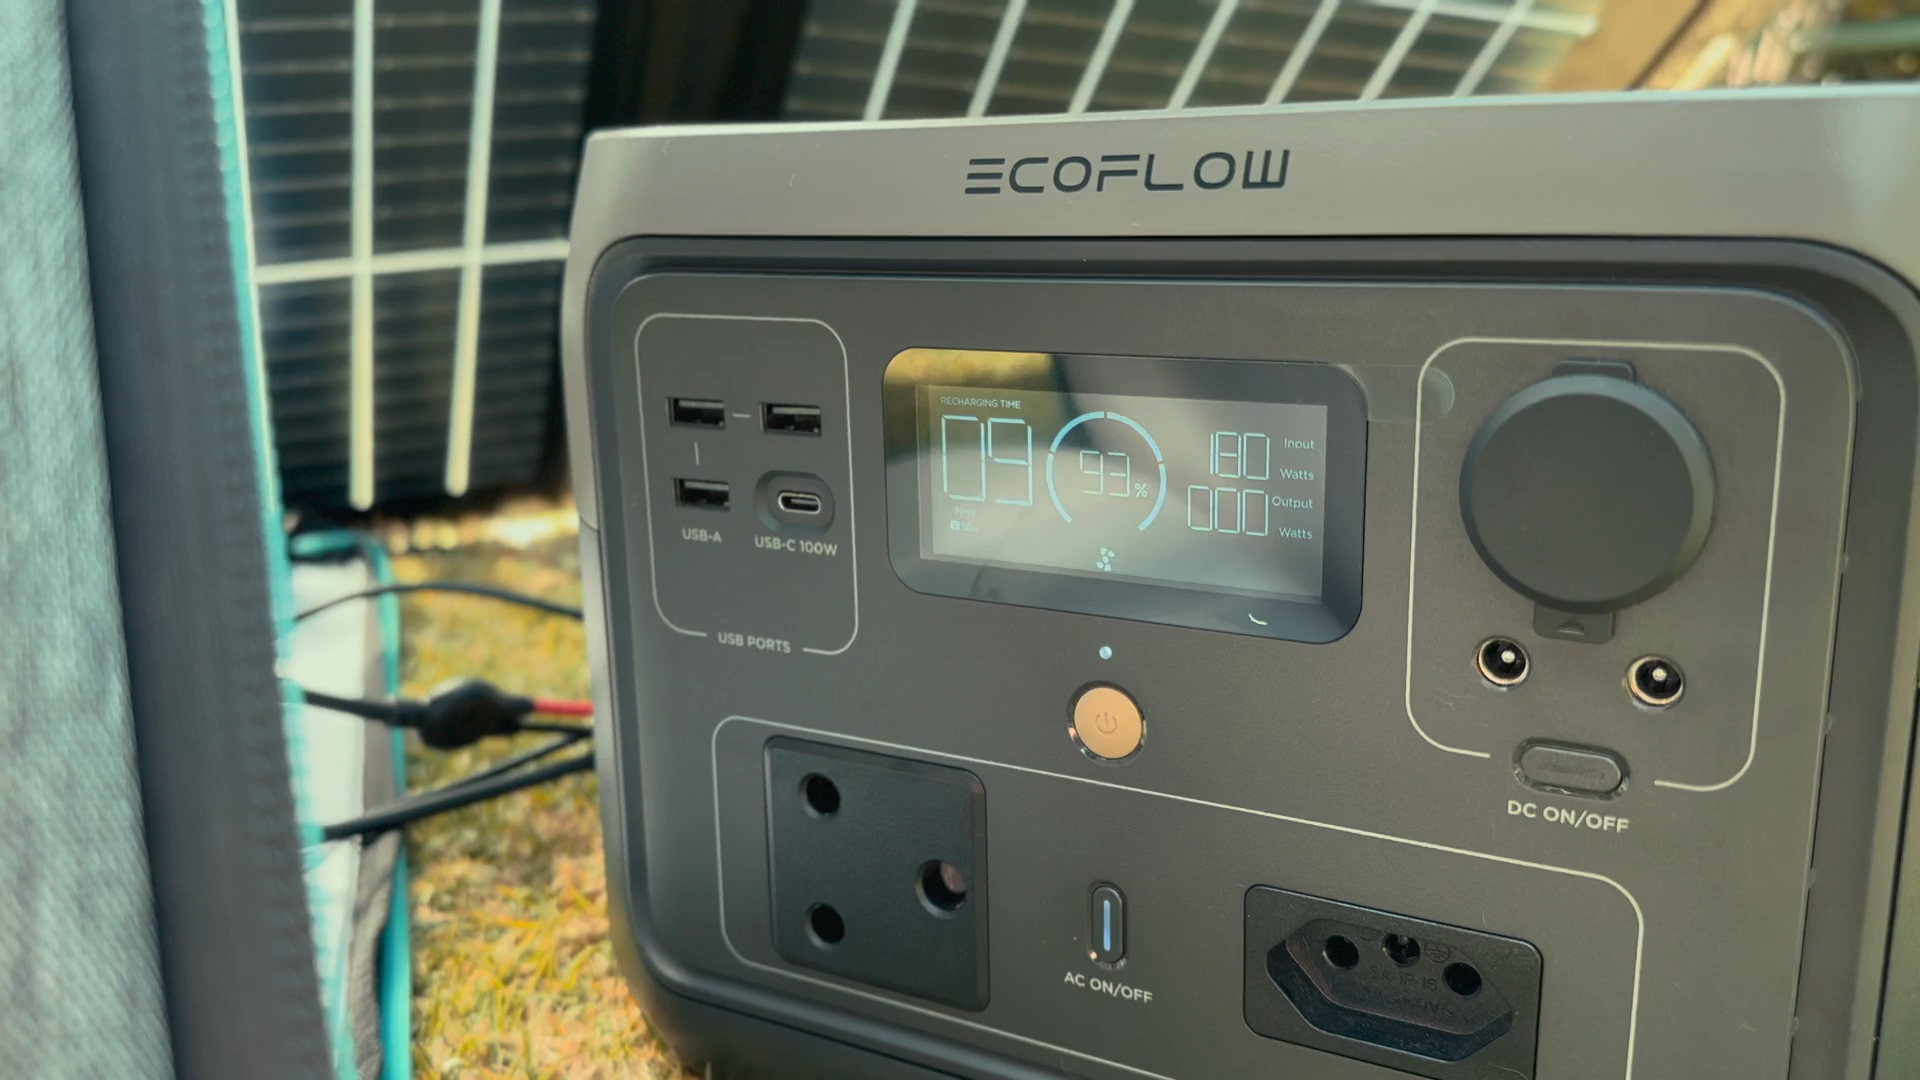 ECOFLOW
RECHARGING TIME
09
93%
180 Input Watts
000 Output Watts
USB-A
USB-C 100W
USB PORTS
DC ON/OFF
AC ON/OFF